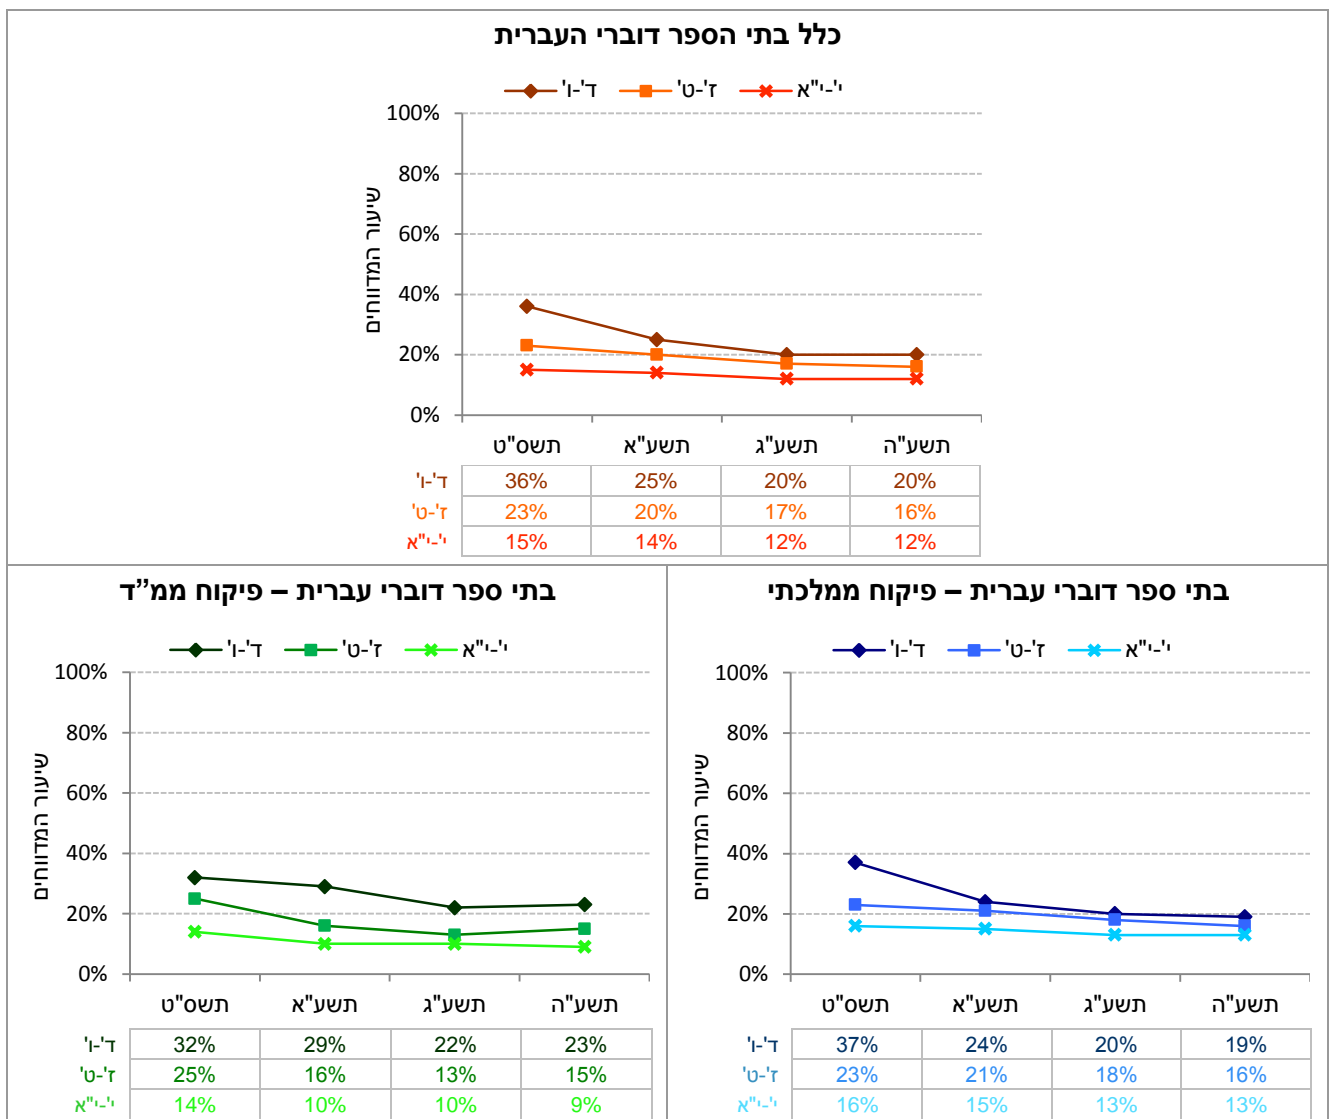 כלל בתי הספר דוברי העברית
ד'-ו' ז'-ט' י'-י"א
100%
80%
60%
40%
20%
0%
שיעור המדווחים
תשס"ט תשע"א תשע"ג תשע"ה
ד'-ו' 36% 25% 20% 20%
ז'-ט' 23% 20% 17% 16%
י'-י"א 15% 14% 12% 12%
בתי ספר דוברי עברית – פיקוח ממלכתי
ד'-ו' ז'-ט' י'-י"א
100%
80%
60%
40%
20%
0%
שיעור המדווחים
תשס"ט תשע"א תשע"ג תשע"ה
ד'-ו' 37% 24% 20% 19%
ז'-ט' 23% 21% 18% 16%
י'-י"א 16% 15% 13% 13%
בתי ספר דוברי עברית – פיקוח ממ”ד
ד'-ו' ז'-ט' י'-י"א
100%
80%
60%
40%
20%
0%
שיעור המדווחים
תשס"ט תשע"א תשע"ג תשע"ה
ד'-ו' 32% 29% 22% 23%
ז'-ט' 25% 16% 13% 15%
י'-י"א 14% 10% 10% 9%